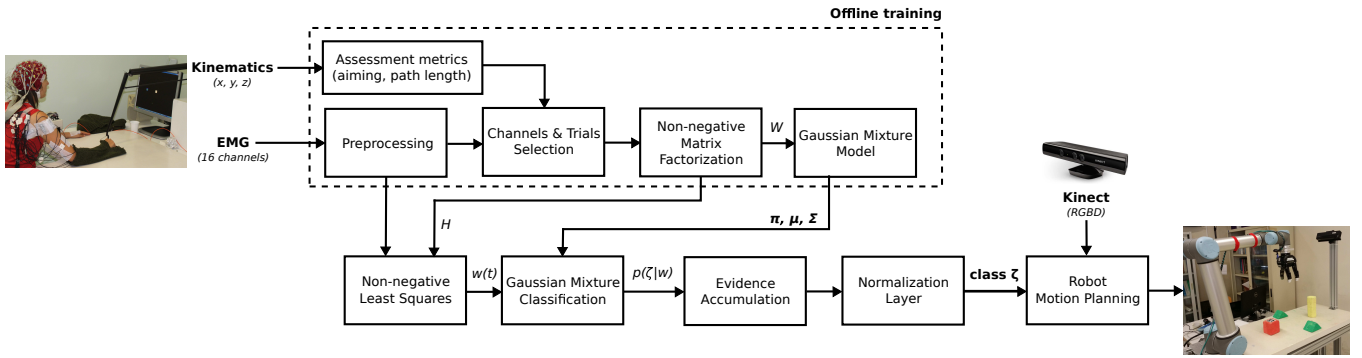 Offline training
Kinematics
(x, y, z)
Assessment metrics
(aiming, path length)
EMG
(16 channels)
Preprocessing
Channels & Trials
Selection
Non-negative
Matrix
Factorization
W
Gaussian Mixture
Model
Kinect
(RGBD)
H
π, μ, Σ
Non-negative
Least Squares
w(t)
Gaussian Mixture
Classification
p(ζ|w)
Evidence
Accumulation
Normalization
Layer
class ζ
Robot
Motion Planning